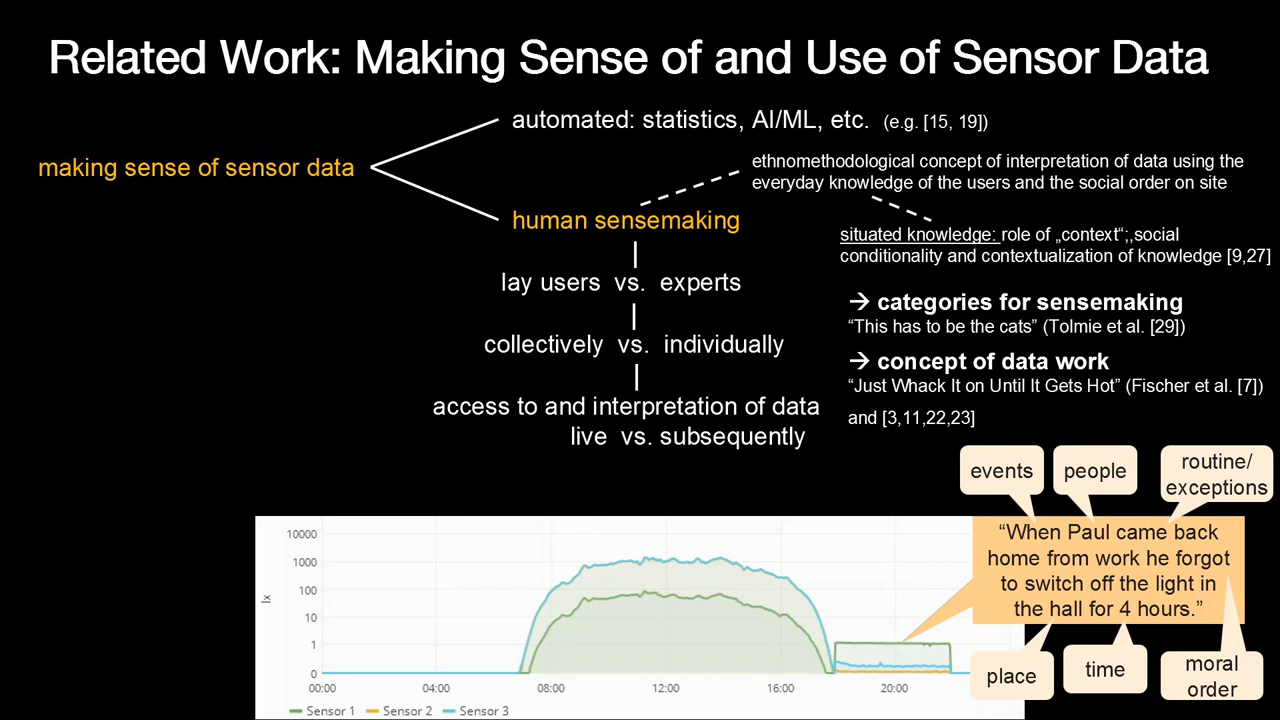 Related Work: Making Sense of and Use of Sensor Data
automated: statistics, AI/ML, etc. (e.g. [15, 19])
making sense of sensor data
ethnomethodological concept of interpretation of data using the
everyday knowledge of the users and the social order on site
human sensemaking
situated knowledge: role of „context“;,social
conditionality and contextualization of knowledge [9,27]
lay users vs. experts
→ categories for sensemaking
“This has to be the cats” (Tolmie et al. [29])
collectively vs. individually
→ concept of data work
“Just Whack It on Until It Gets Hot” (Fischer et al. [7])
and [3,11,22,23]
access to and interpretation of data
live vs. subsequently
events
people
routine/
exceptions
“When Paul came back
home from work he forgot
to switch off the light in
the hall for 4 hours.”
place
time
moral
order
10000
1000
100
10
1
0
lx
00:00 04:00 08:00 12:00 16:00 20:00
Sensor 1 Sensor 2 Sensor 3